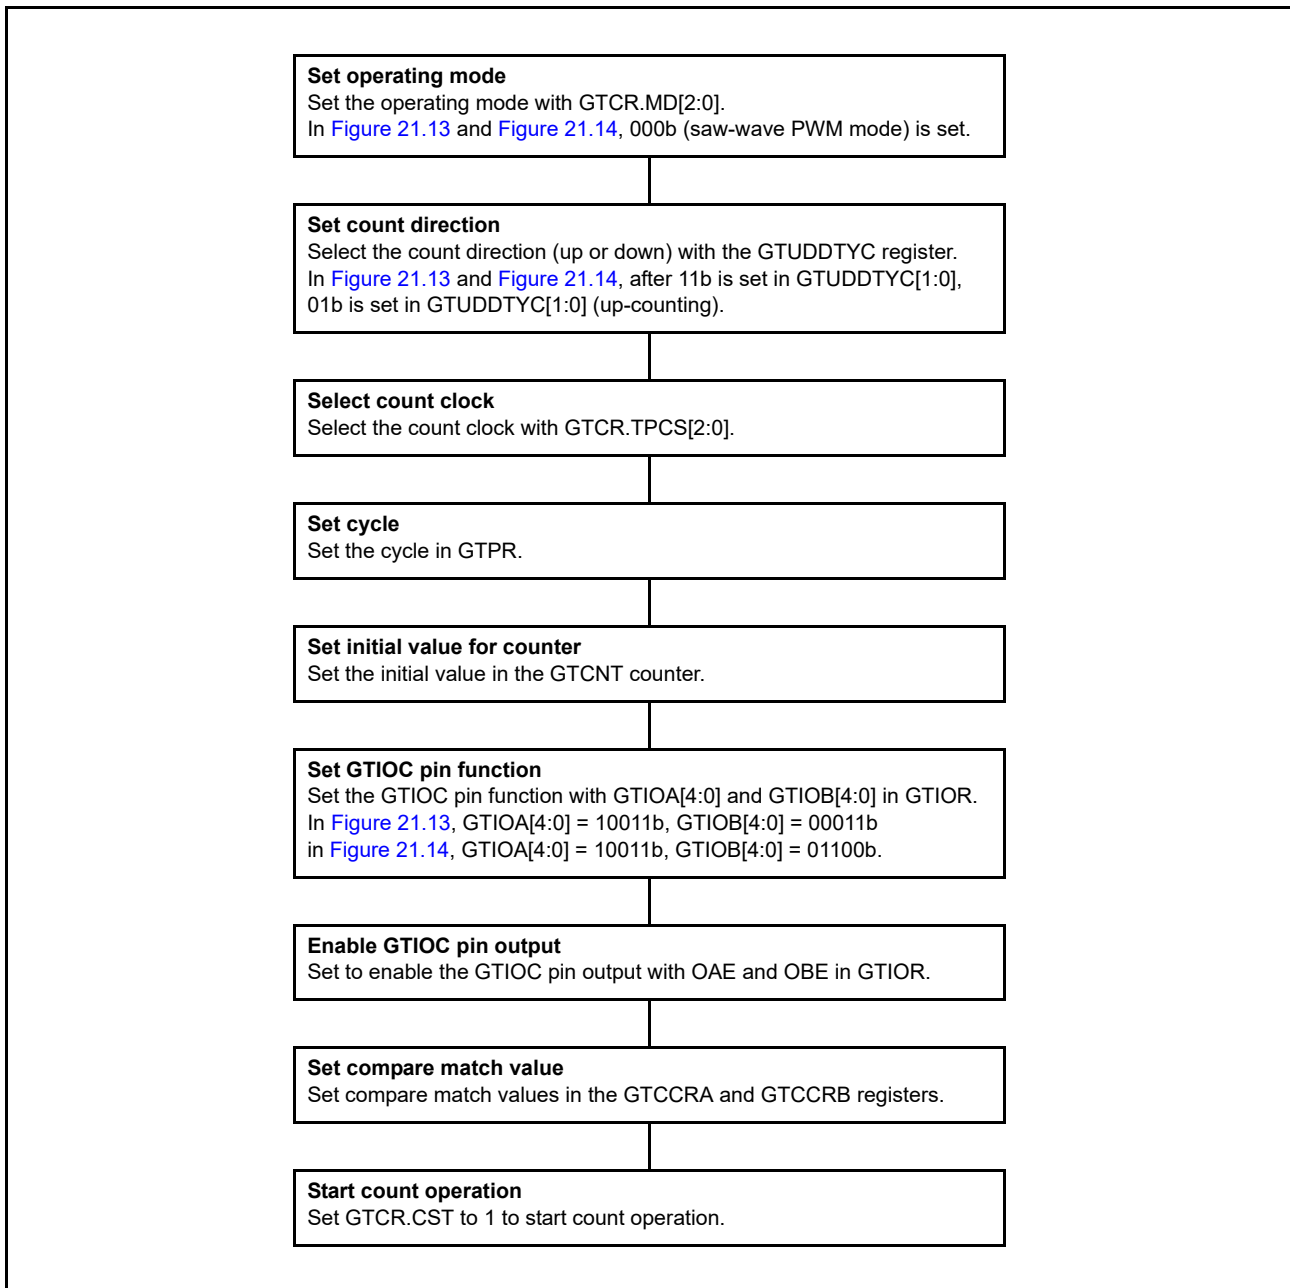 Set operating mode
Set the operating mode with GTCR.MD[2:0].
In Figure 21.13 and Figure 21.14, 000b (saw-wave PWM mode) is set.
Set count direction
Select the count direction (up or down) with the GTUDDTYC register.
In Figure 21.13 and Figure 21.14, after 11b is set in GTUDDTYC[1:0],
01b is set in GTUDDTYC[1:0] (up-counting).
Select count clock
Select the count clock with GTCR.TPCS[2:0].
Set cycle
Set the cycle in GTPR.
Set initial value for counter
Set the initial value in the GTCNT counter.
Set GTIOC pin function
Set the GTIOC pin function with GTIOA[4:0] and GTIOB[4:0] in GTIOR.
In Figure 21.13, GTIOA[4:0] = 10011b, GTIOB[4:0] = 00011b
in Figure 21.14, GTIOA[4:0] = 10011b, GTIOB[4:0] = 01100b.
Enable GTIOC pin output
Set to enable the GTIOC pin output with OAE and OBE in GTIOR.
Set compare match value
Set compare match values in the GTCCRA and GTCCRB registers.
Start count operation
Set GTCR.CST to 1 to start count operation.